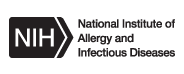 NIH
National Institute of
Allergy and
Infectious Diseases